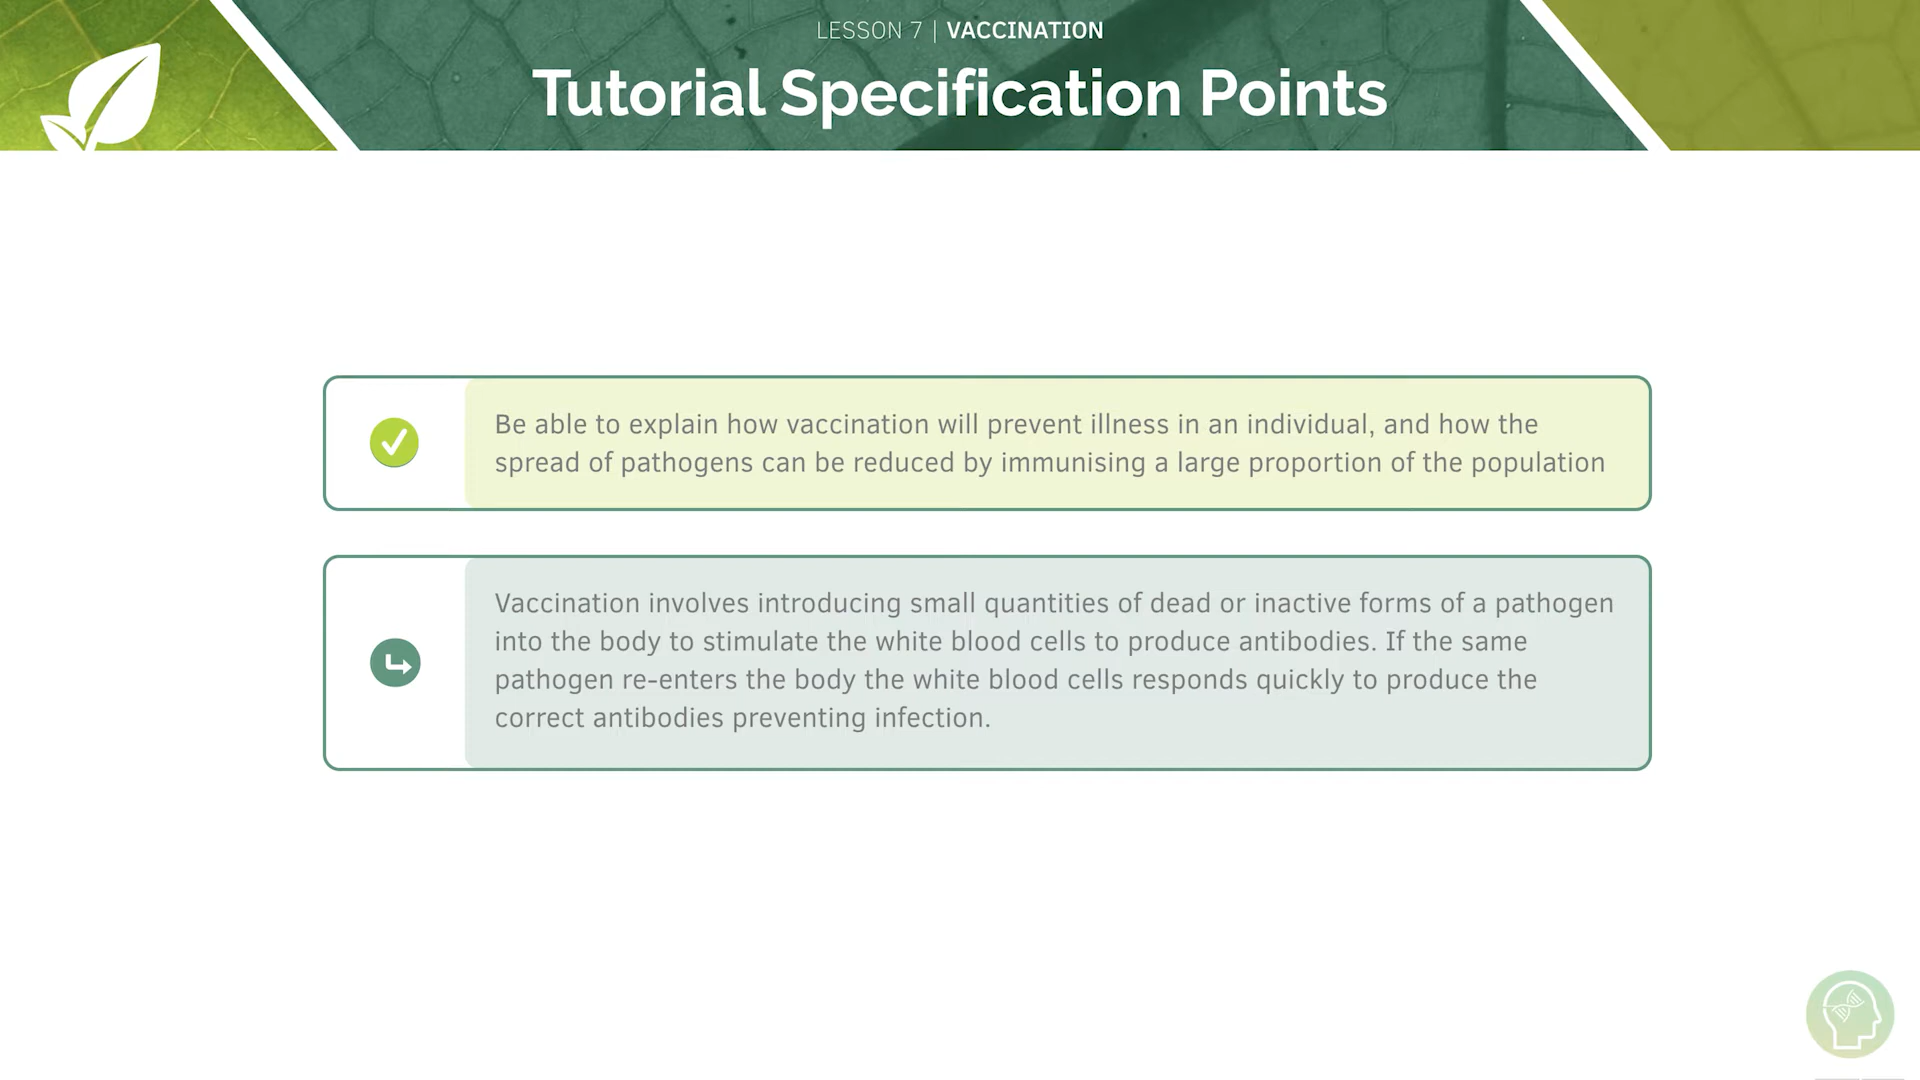 LESSON 7 | VACCINATION
Tutorial Specification Points
Be able to explain how vaccination will prevent illness in an individual, and how the
spread of pathogens can be reduced by immunising a large proportion of the population
Vaccination involves introducing small quantities of dead or inactive forms of a pathogen
into the body to stimulate the white blood cells to produce antibodies. If the same
pathogen re-enters the body the white blood cells responds quickly to produce the
correct antibodies preventing infection.